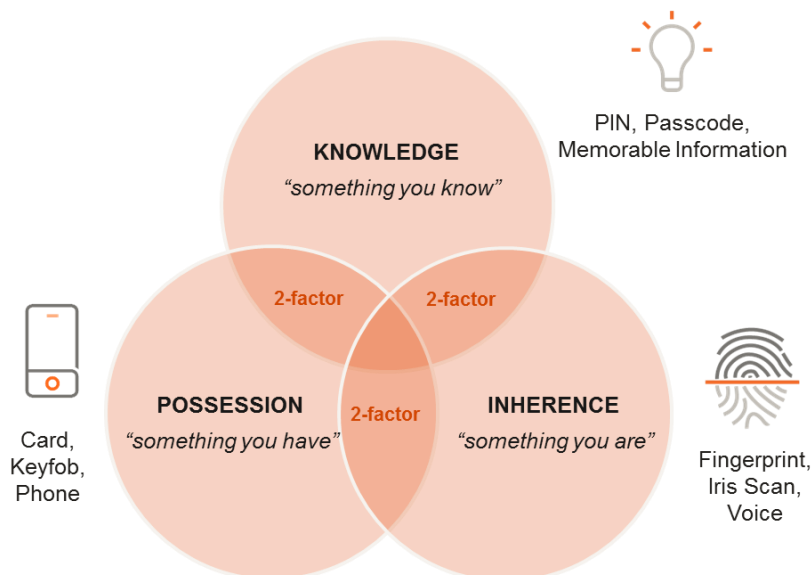 PIN, Passcode,
Memorable Information
KNOWLEDGE
“something you know”
2-factor
2-factor
POSSESSION
“something you have”
2-factor
INHERENCE
“something you are”
Card,
Keyfob,
Phone
Fingerprint,
Iris Scan,
Voice